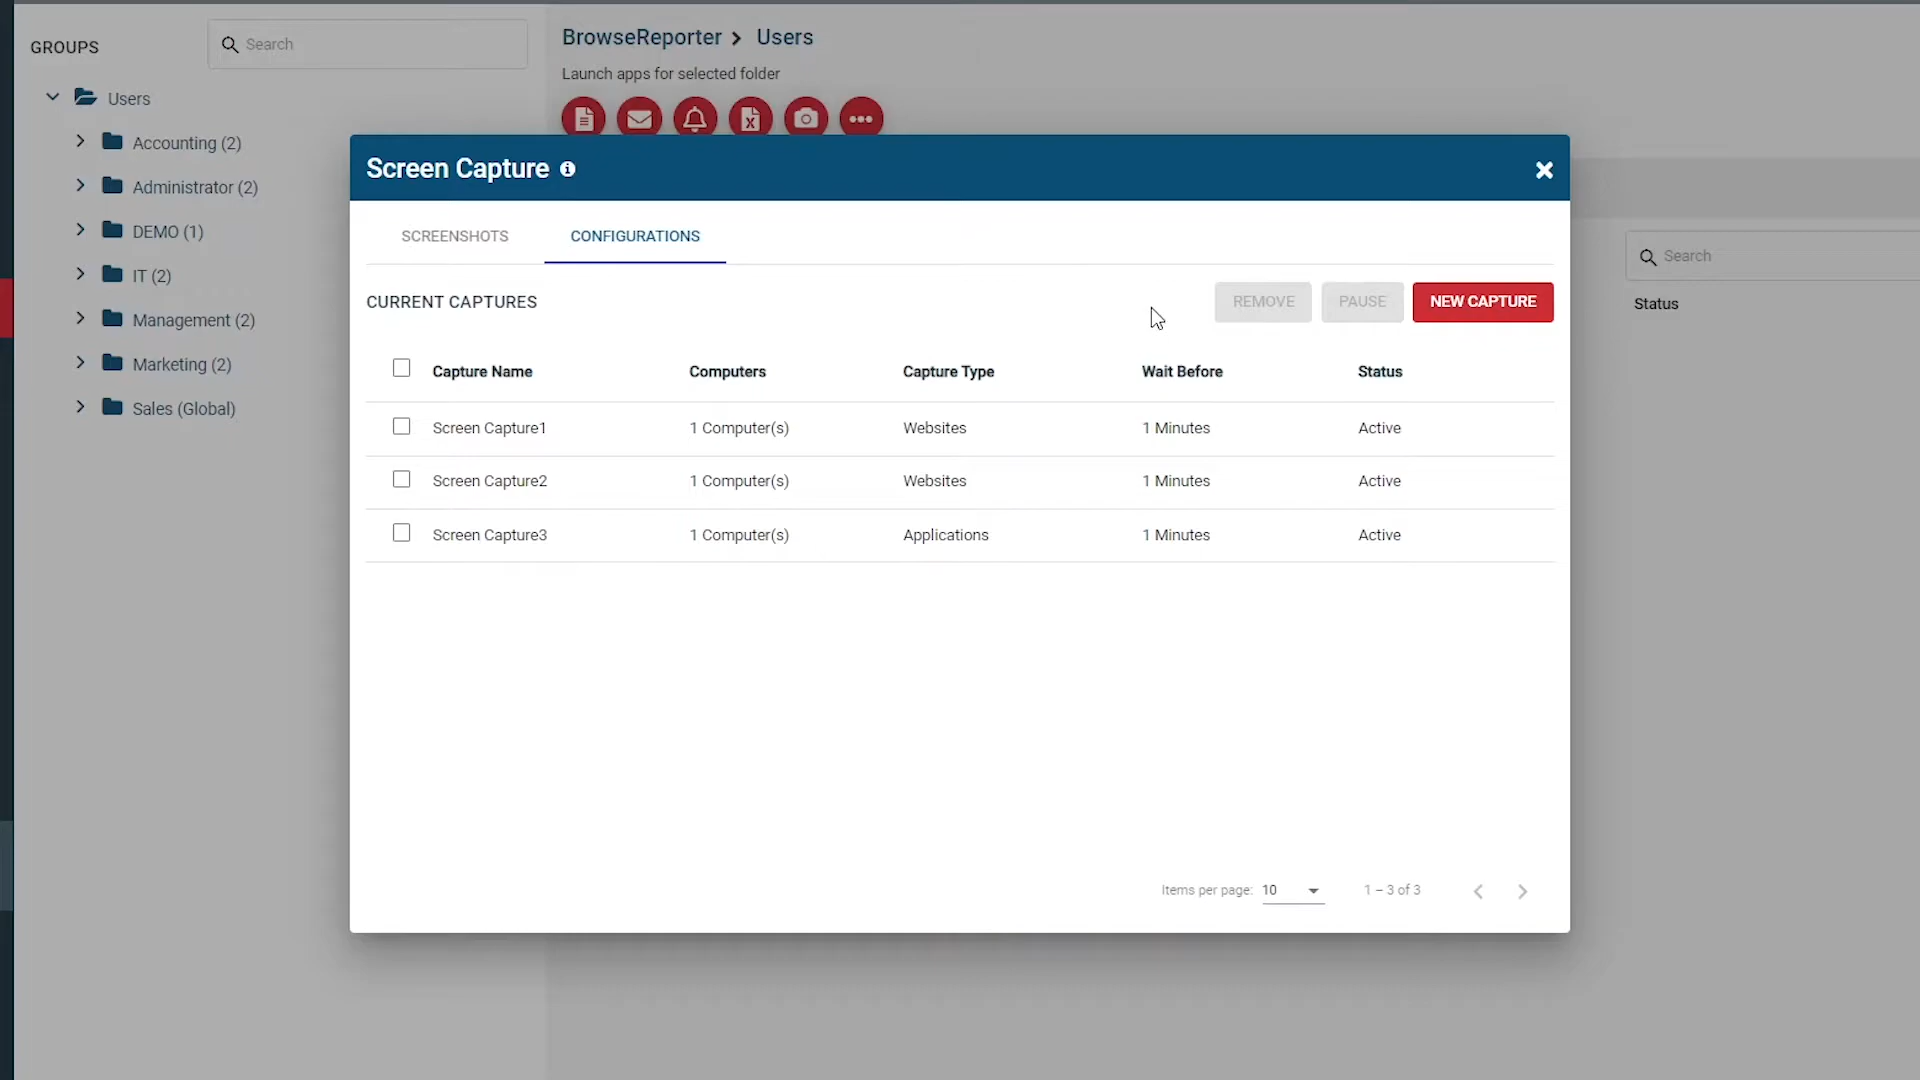 GROUPS
Search
Users
Accounting (2)
Administrator (2)
DEMO (1)
IT (2)
Management (2)
Marketing (2)
Sales (Global)
BrowseReporter > Users
Launch apps for selected folder
Search
Status
Screen Capture
SCREENSHOTS CONFIGURATIONS
CURRENT CAPTURES
REMOVE PAUSE NEW CAPTURE
Capture Name Computers Capture Type Wait Before Status
Screen Capture1 1 Computer(s) Websites 1 Minutes Active
Screen Capture2 1 Computer(s) Websites 1 Minutes Active
Screen Capture3 1 Computer(s) Applications 1 Minutes Active
Items per page: 10 1 – 3 of 3